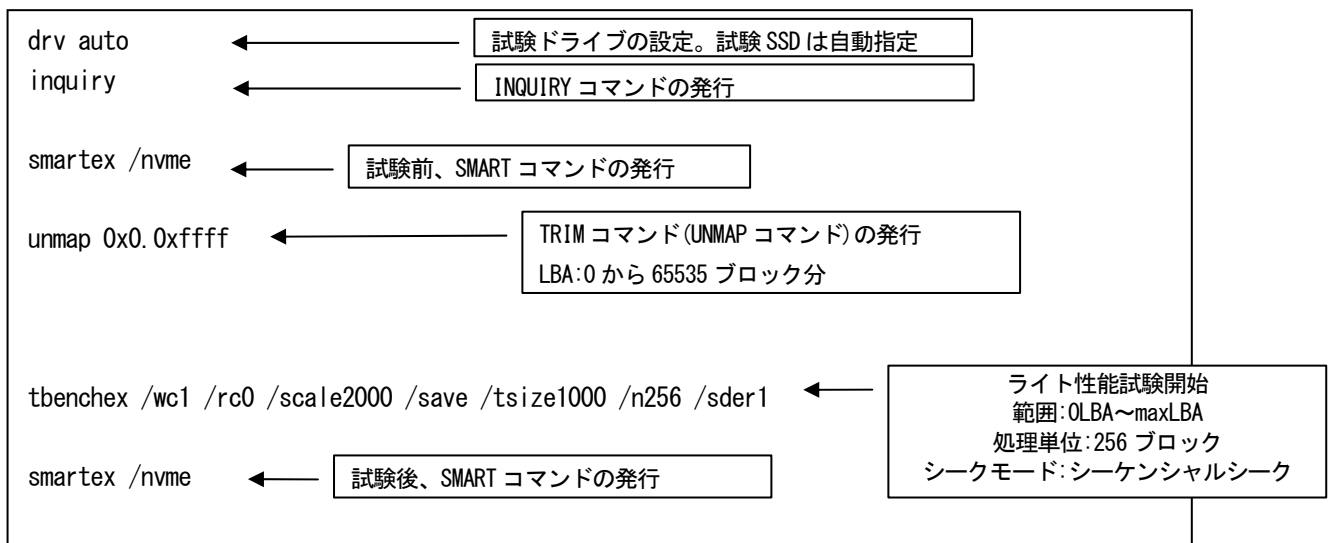 drv auto
試験ドライブの設定。試験 SSD は自動指定
inquiry
INQUIRY コマンドの発行
smartex /nvme
試験前、SMART コマンドの発行
unmap 0x0.0xffff
TRIM コマンド(UNMAP コマンド)の発行
LBA:0 から 65535 ブロック分
tbenchex /wc1 /rc0 /scale2000 /save /tsize1000 /n256 /sder1
ライト性能試験開始
範囲:0LBA～maxLBA
処理単位:256 ブロック
シークモード:シーケンシャルシーク
smartex /nvme
試験後、SMART コマンドの発行